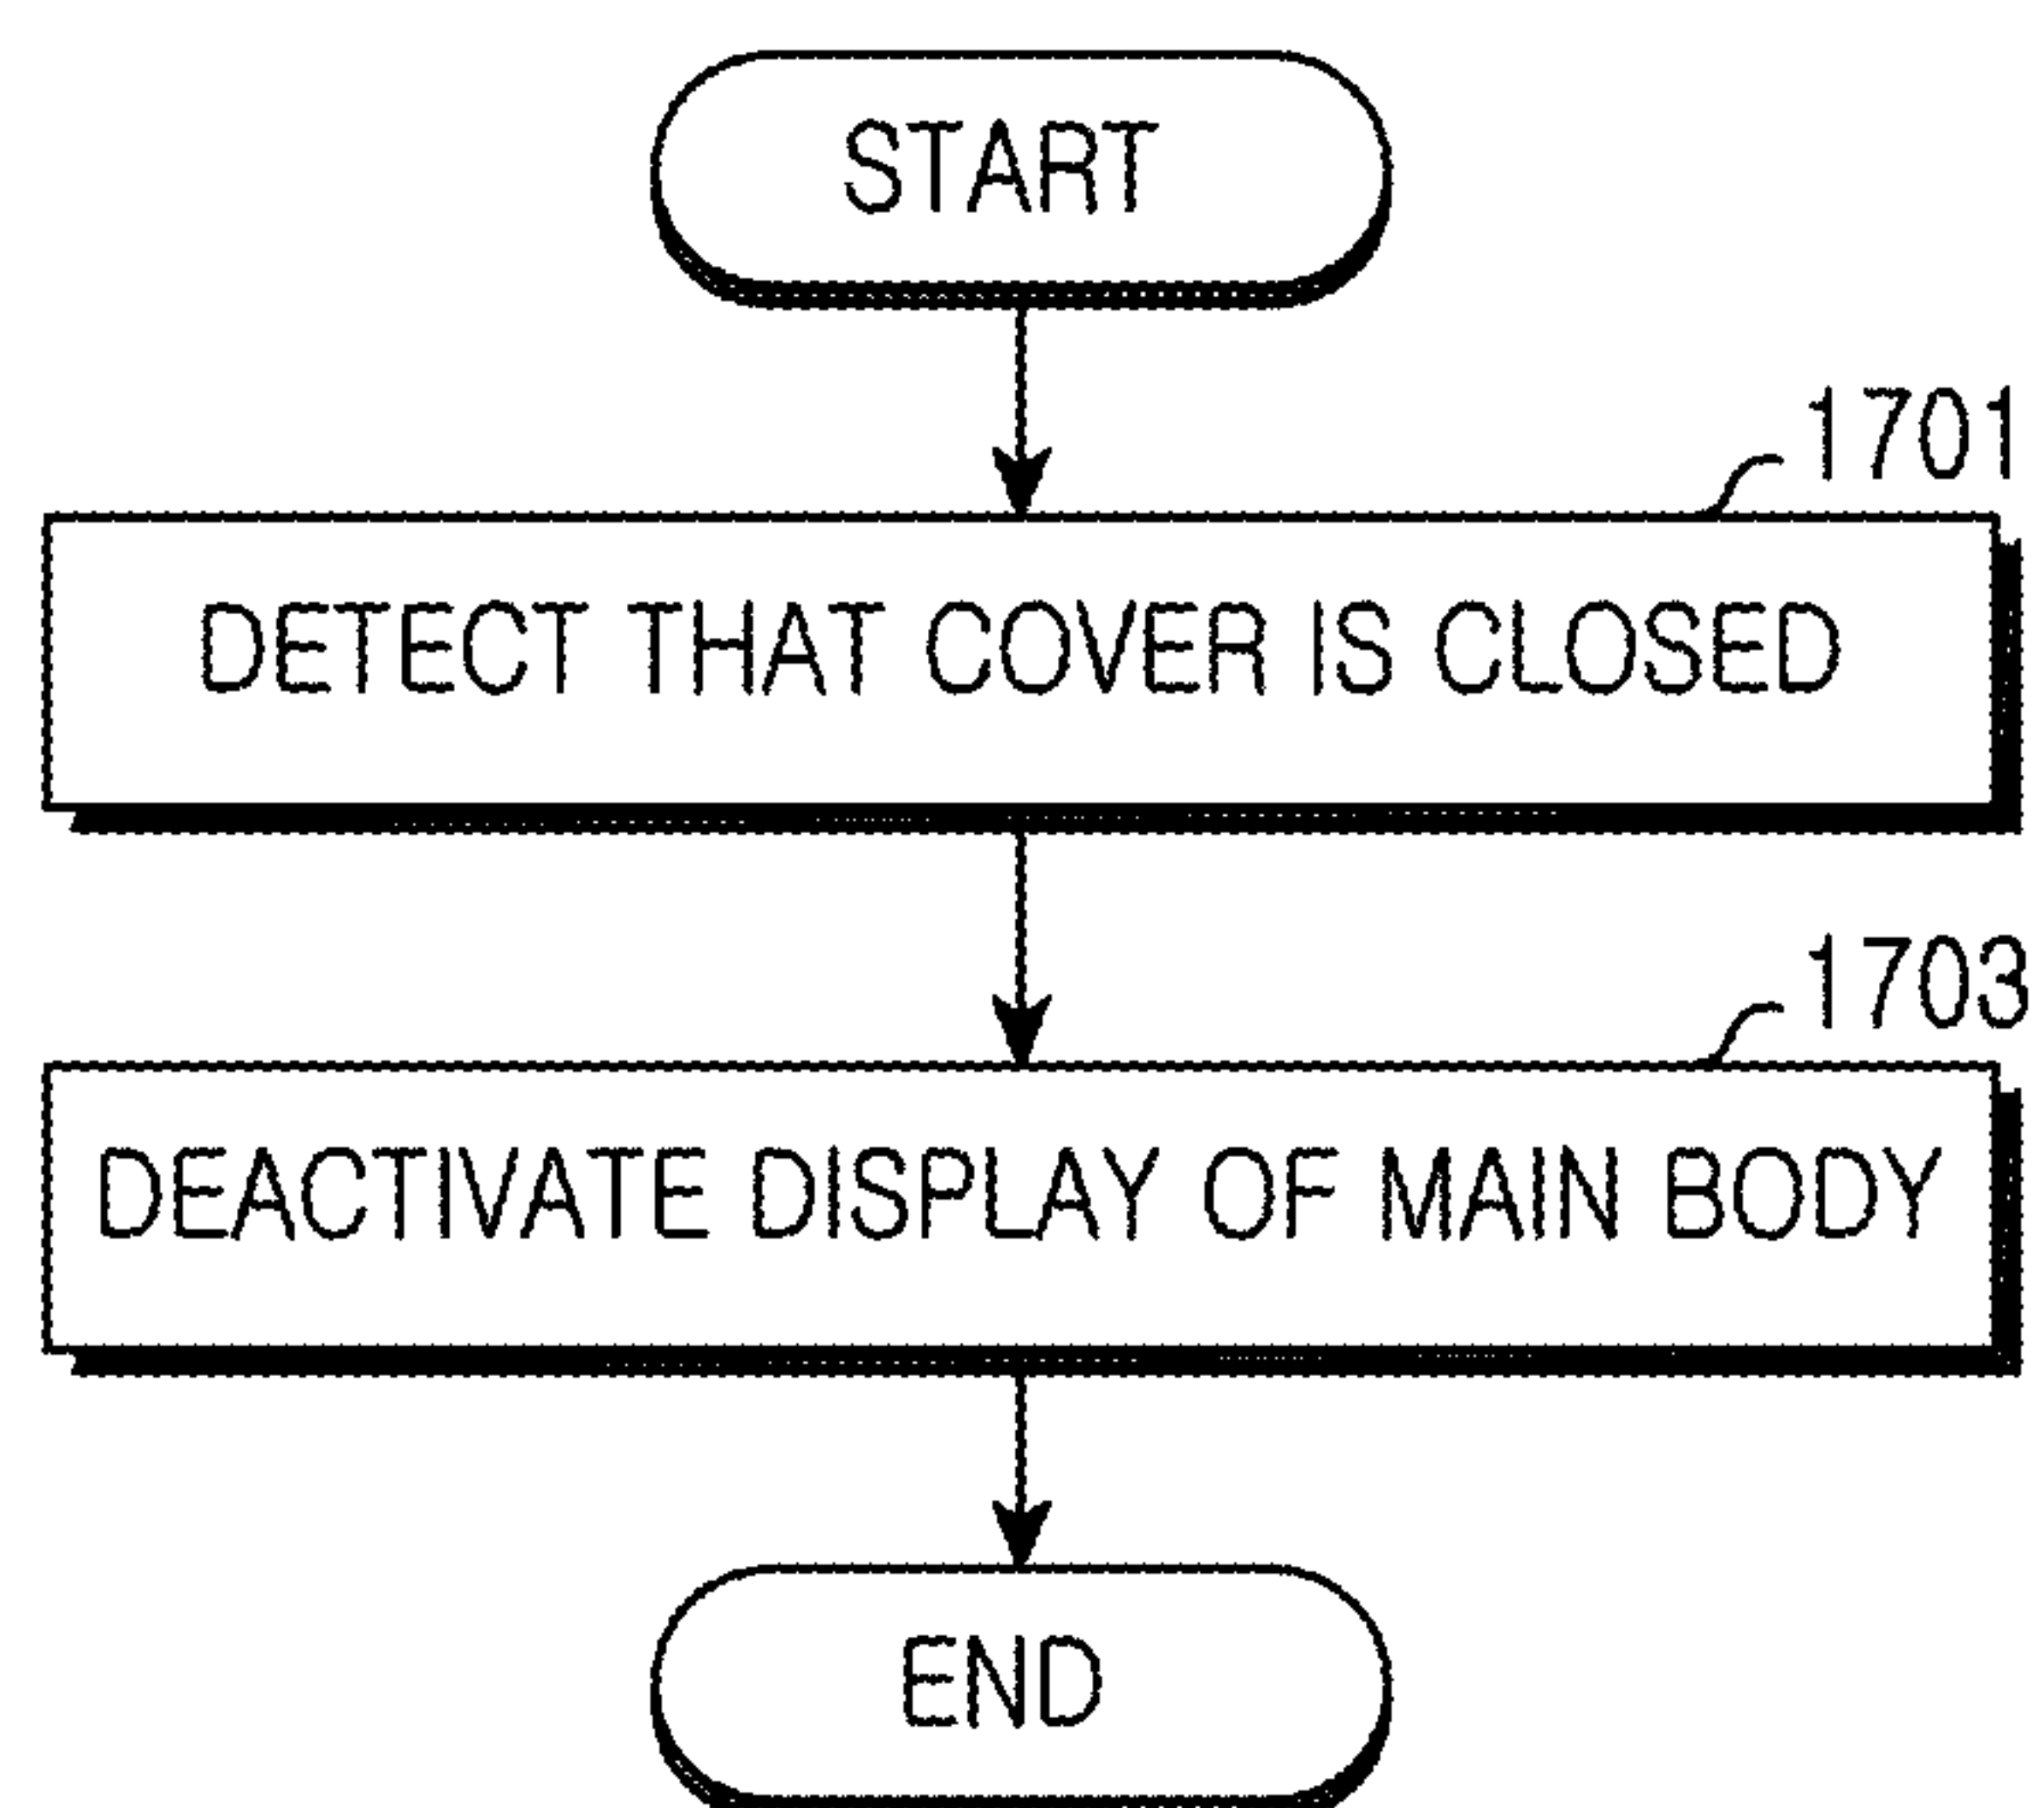 START
1701
DETECT THAT COVER IS CLOSED
1703
DEACTIVATE DISPLAY OF MAIN BODY
END